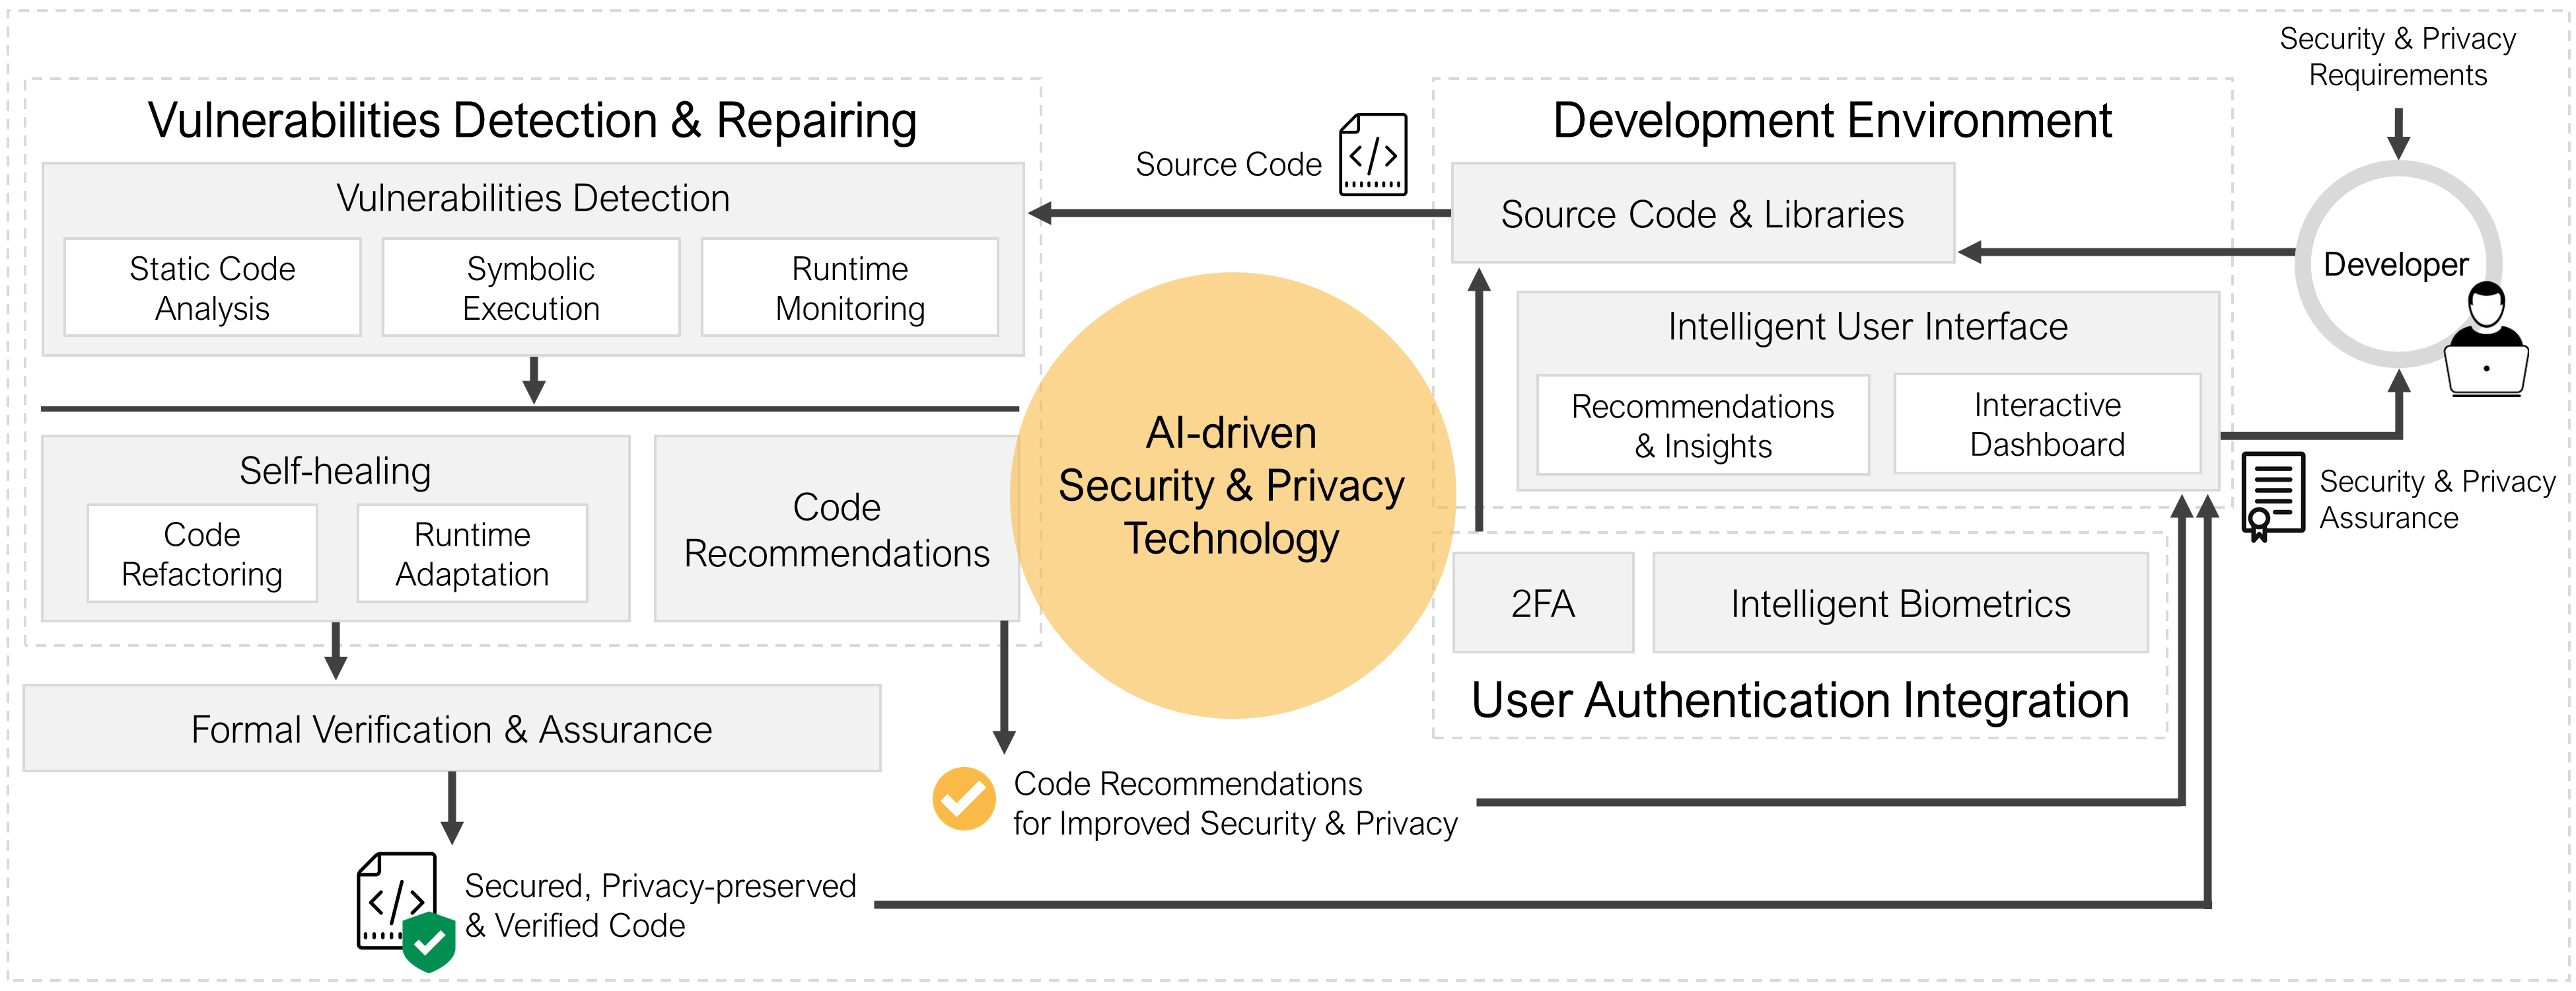 Security & Privacy
Requirements
Vulnerabilities Detection & Repairing
Vulnerabilities Detection
Static Code
Analysis
Symbolic
Execution
Runtime
Monitoring
Self-healing
Code
Refactoring
Runtime
Adaptation
Code
Recommendations
Formal Verification & Assurance
Secured, Privacy-preserved
& Verified Code
Code Recommendations
for Improved Security & Privacy
AI-driven
Security & Privacy
Technology
Source Code
Development Environment
Source Code & Libraries
Intelligent User Interface
Recommendations
& Insights
Interactive
Dashboard
2FA
Intelligent Biometrics
User Authentication Integration
Developer
Security & Privacy
Assurance